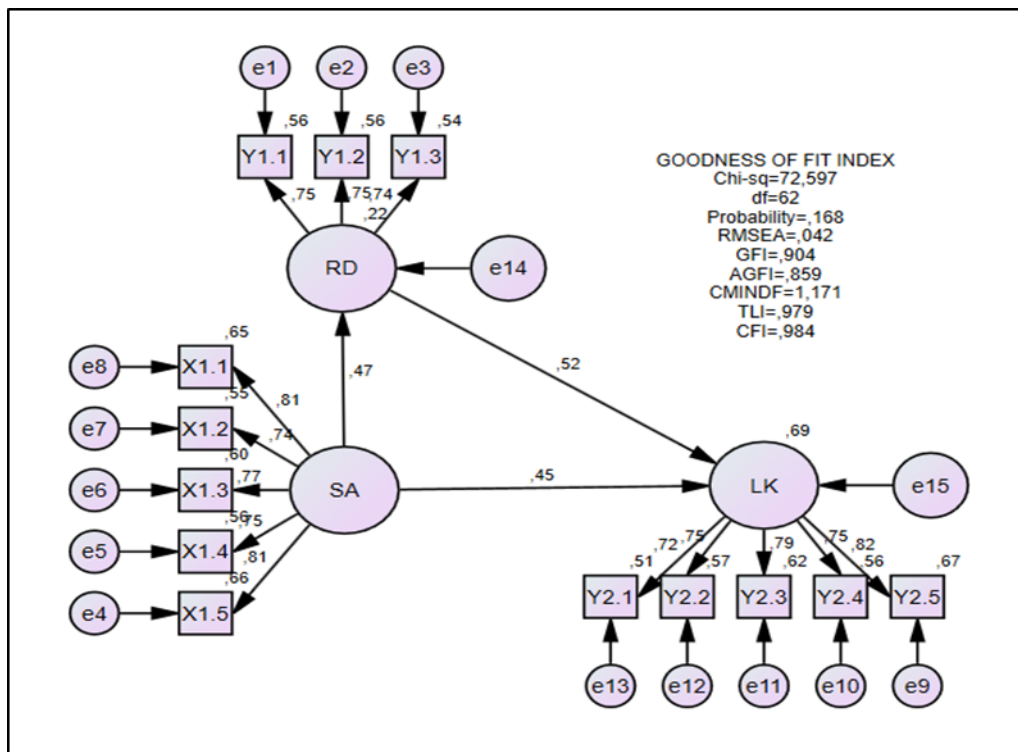 e1 e2 e3
,56 ,56 ,54
Y1.1 Y1.2 Y1.3
,75 ,75 ,74
,22
RD e14
GOODNESS OF FIT INDEX
Chi-sq=72,597
df=62
Probability=,168
RMSEA=,042
GFI=,904
AGFI=,859
CMINDF=1,171
TLI=,979
CFI=,984
,65
e8 X1.1
,47 ,52
,55 ,81
e7 X1.2
,74
,60 ,69
e6 X1.3 ,77 SA ,45 LK e15
,56 ,75
e5 X1.4
,81
,66
e4 X1.5
,72 ,75 ,79 ,75 ,82
,51 ,57 ,62 ,56 ,67
Y2.1 Y2.2 Y2.3 Y2.4 Y2.5
e13 e12 e11 e10 e9